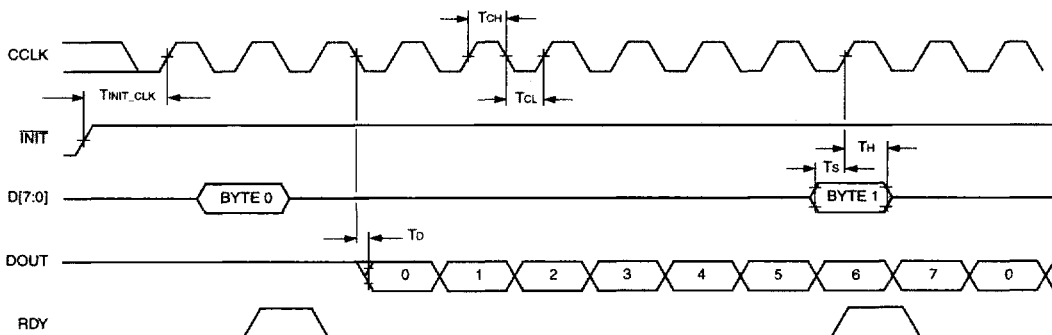 TCH
CCLK
TINIT_CLK
TCL
INIT
TH
TS
D[7:0]
BYTE 0
BYTE 1
TD
DOUT
0 1 2 3 4 5 6 7 0
RDY